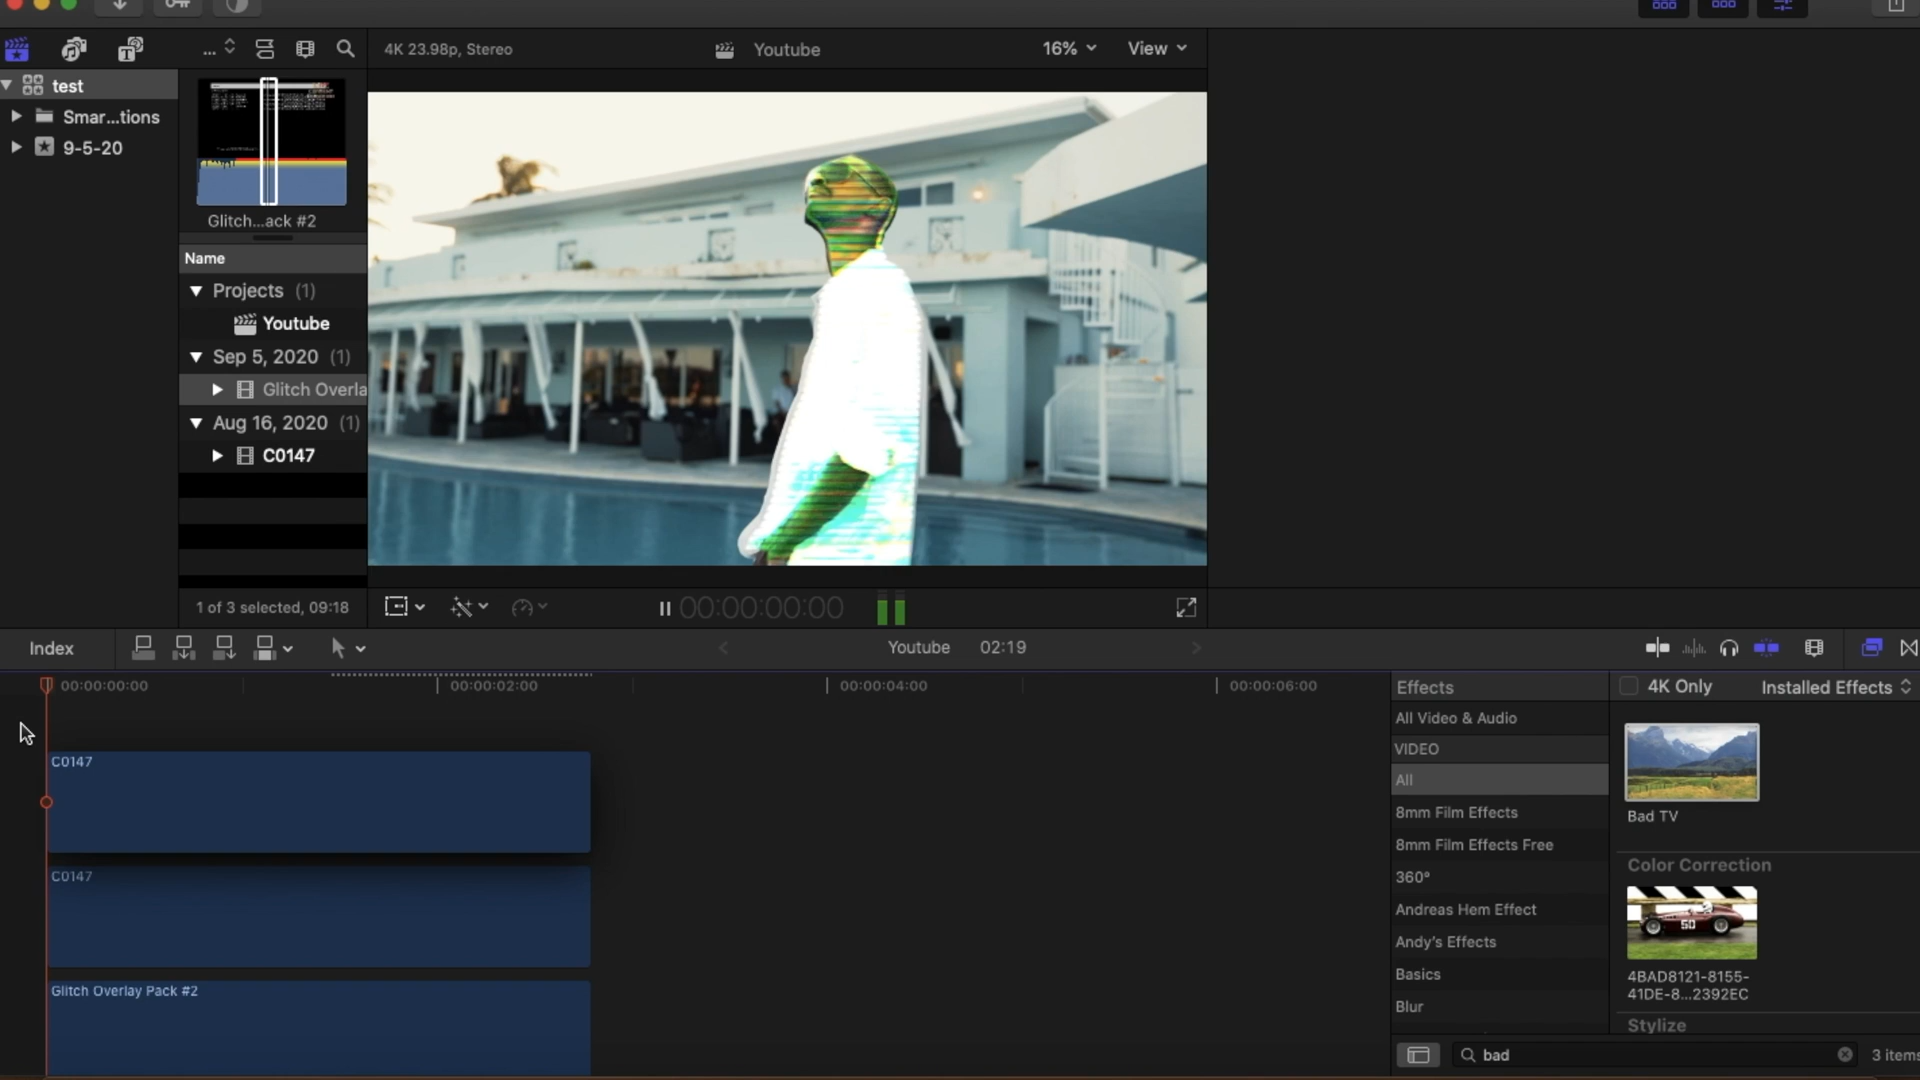 ...
4K 23.98p, Stereo
Youtube
16%
View
test
Smar...tions
9-5-20
Glitch...ack #2
Name
Projects (1)
Youtube
Sep 5, 2020 (1)
Glitch Overla
Aug 16, 2020 (1)
C0147
1 of 3 selected, 09:18
00:00:00:00
Index
Youtube 02:19
00:00:00:00
00:00:02:00
00:00:04:00
00:00:06:00
C0147
C0147
Glitch Overlay Pack #2
Effects
4K Only
Installed Effects
All Video & Audio
VIDEO
All
8mm Film Effects
8mm Film Effects Free
360°
Andreas Hem Effect
Andy's Effects
Basics
Blur
Bad TV
Color Correction
50
4BAD8121-8155-
41DE-8...2392EC
Stylize
bad
3 items